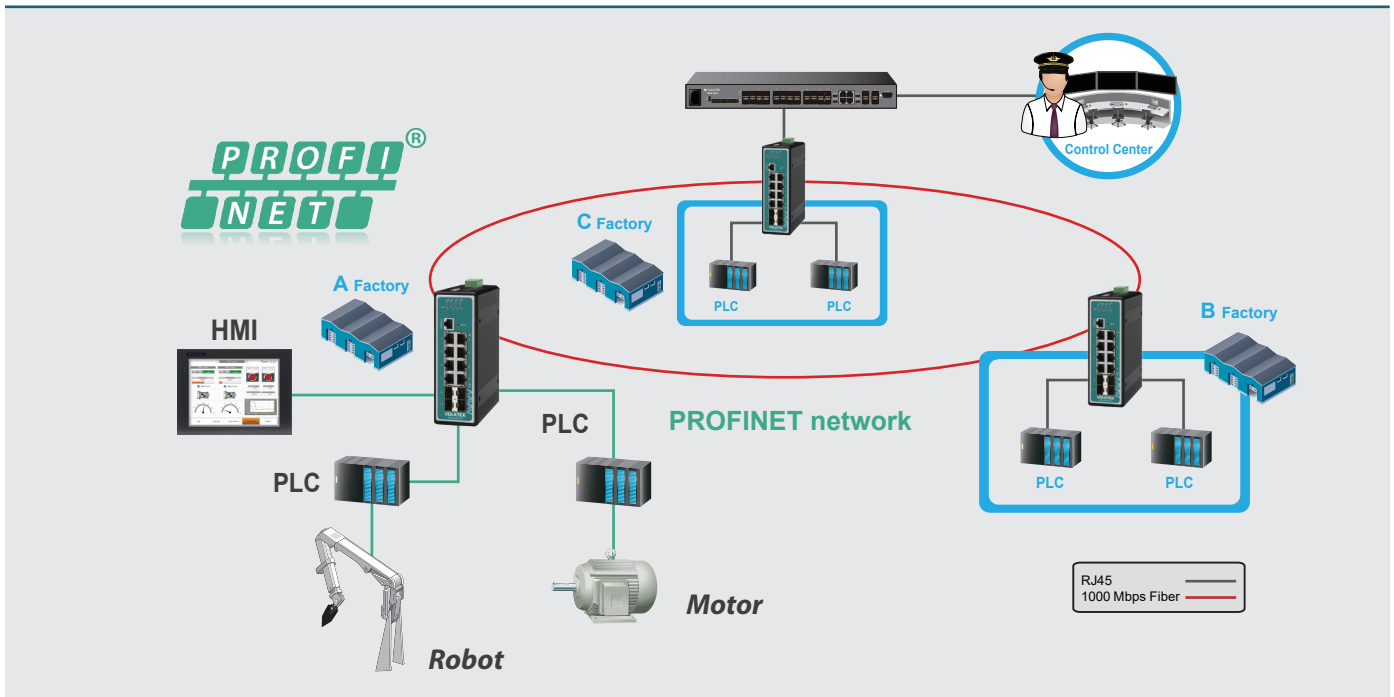 Control Center
PROFI®
NET
C Factory
A Factory
PLC
PLC
B Factory
HMI
VOLKTEK
PLC
PROFINET network
PLC
PLC
PLC
Motor
Robot
RJ45
1000 Mbps Fiber